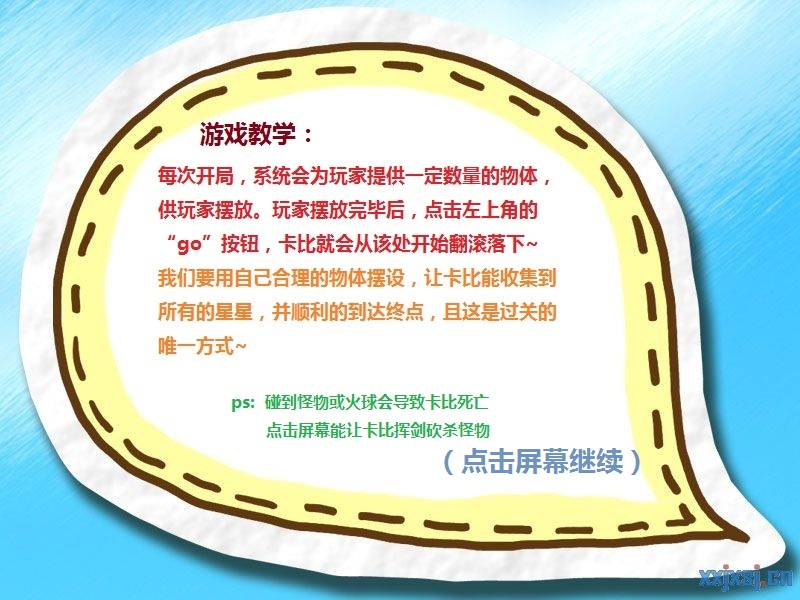 游戏教学：
每次开局，系统会为玩家提供一定数量的物体，
供玩家摆放。玩家摆放完毕后，点击左上角的
“go”按钮，卡比就会从该处开始翻滚落下~
我们要用自己合理的物体摆设，让卡比能收集到
所有的星星，并顺利的到达终点，且这是过关的
唯一方式~
ps: 碰到怪物或火球会导致卡比死亡
点击屏幕能让卡比挥剑砍杀怪物
（点击屏幕继续）
xxjxsj.cn